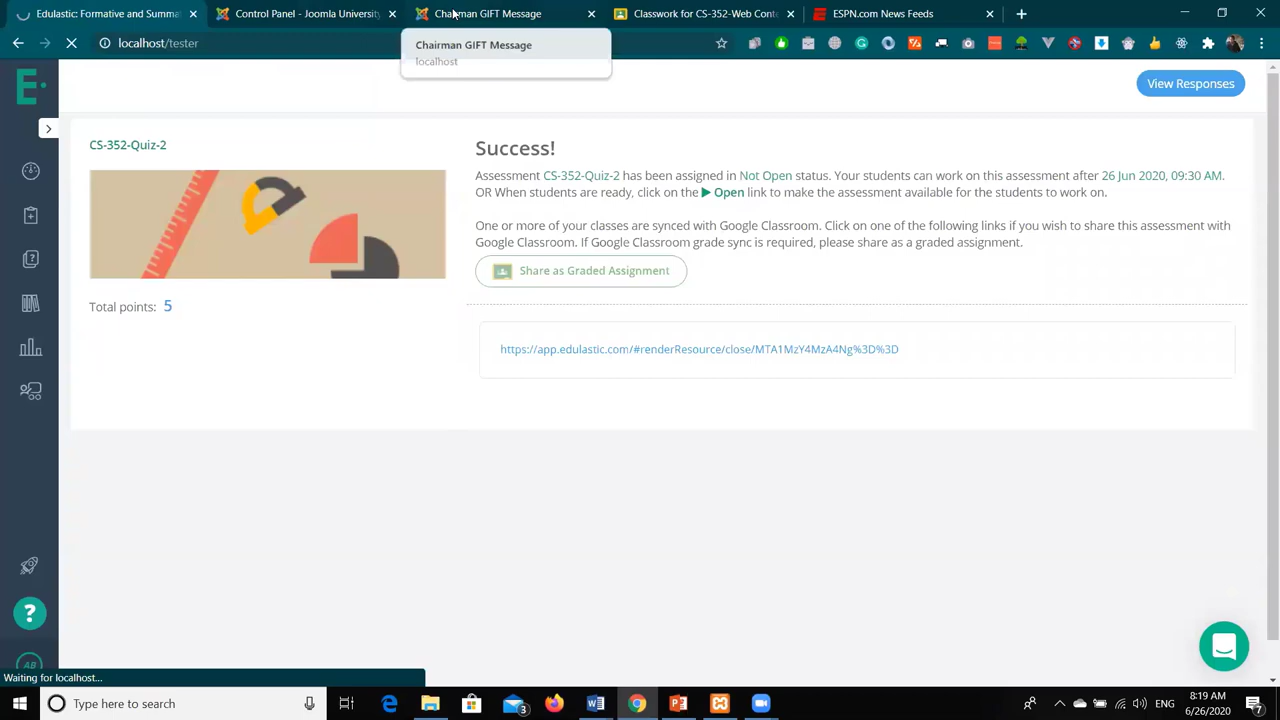 Edulastic: Formative and Summa
Control Panel - Joomla University
Chairman GIFT Message
Classwork for CS-352-Web Conte
ESPN.com News Feeds
localhost/tester
Chairman GIFT Message
localhost
E
View Responses
CS-352-Quiz-2
Total points: 5
Success!
Assessment CS-352-Quiz-2 has been assigned in Not Open status. Your students can work on this assessment after 26 Jun 2020, 09:30 AM.
OR When students are ready, click on the Open link to make the assessment available for the students to work on.
One or more of your classes are synced with Google Classroom. Click on one of the following links if you wish to share this assessment with
Google Classroom. If Google Classroom grade sync is required, please share as a graded assignment.
Share as Graded Assignment
https://app.edulastic.com/#renderResource/close/MTA1MzY4MzA4Ng%3D%3D
?
AB
Waiting for localhost...
Type here to search
3
ENG
8:19 AM
6/26/2020
7